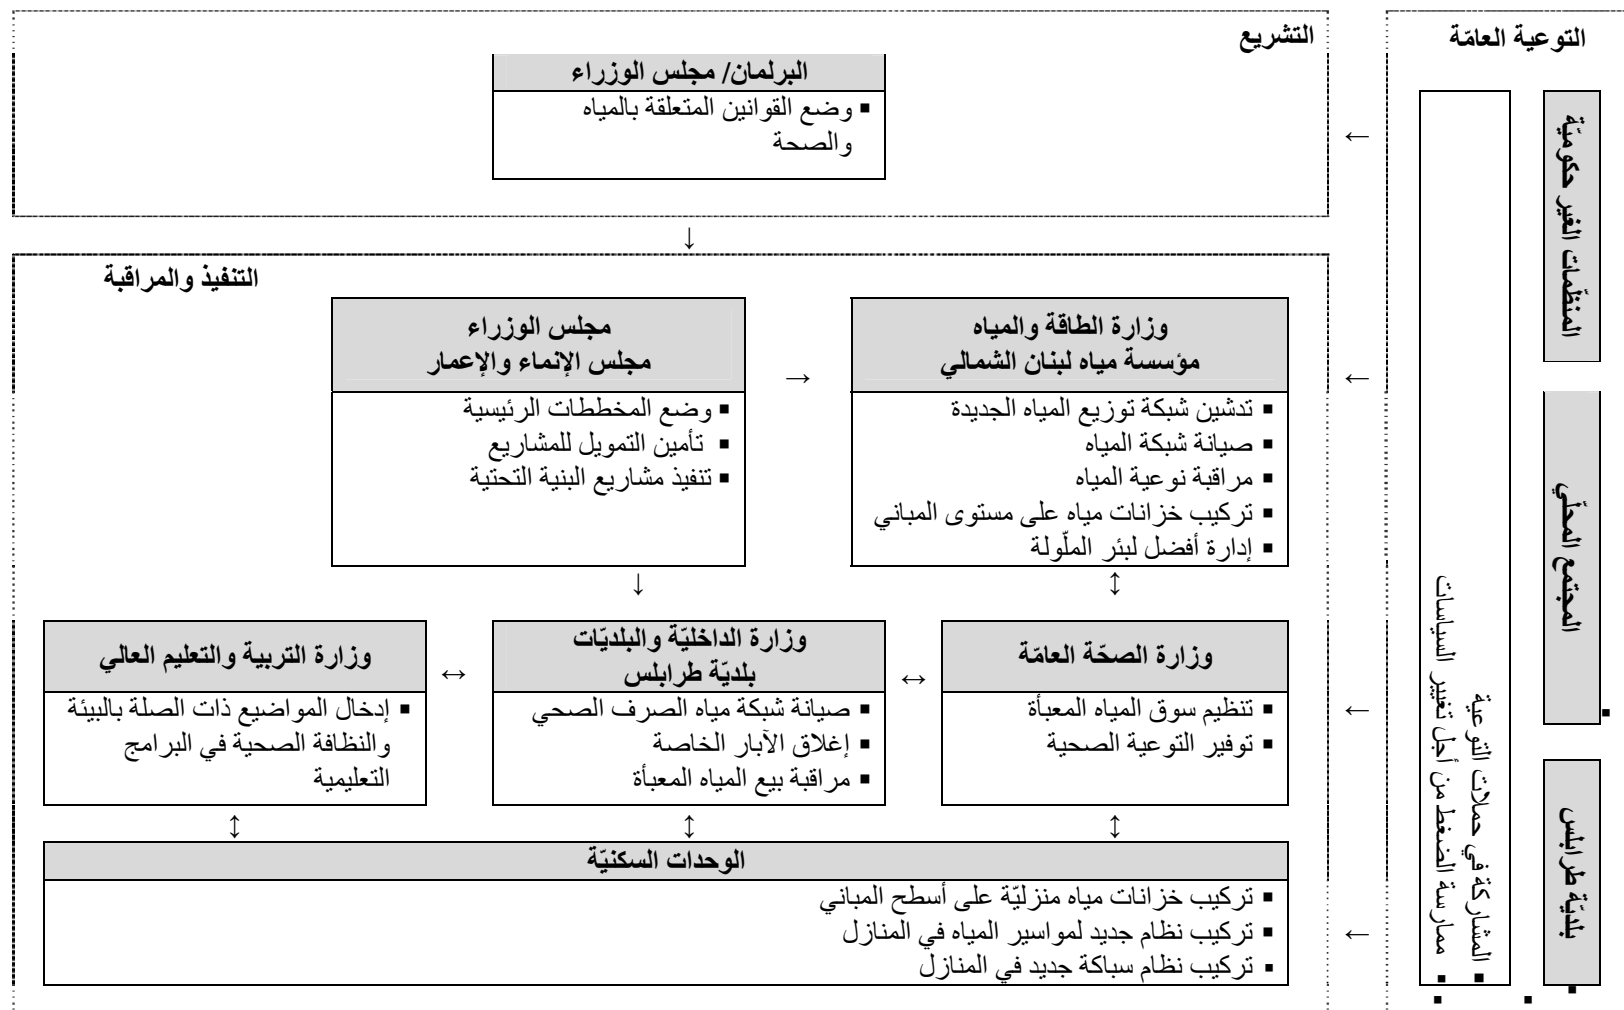 التوعية العامّة
المنظّمات الغير حكوميّة
المجتمع المحلّي
بلديّة طرابلس
▪ المشاركة في حملات التوعية
▪ ممارسة الضغط من أجل تغيير السياسات
←
←
←
←
التشريع
البرلمان/ مجلس الوزراء
▪ وضع القوانين المتعلقة بالمياه
والصحة
↓
التنفيذ والمراقبة
وزارة الطاقة والمياه
مؤسسة مياه لبنان الشمالي
▪ تدشين شبكة توزيع المياه الجديدة
▪ صيانة شبكة المياه
▪ مراقبة نوعية المياه
▪ تركيب خزانات مياه على مستوى المباني
▪ إدارة أفضل لبئر الملّولة
→
مجلس الوزراء
مجلس الإنماء والإعمار
▪ وضع المخططات الرئيسية
▪ تأمين التمويل للمشاريع
▪ تنفيذ مشاريع البنية التحتية
↕
↓
وزارة الصحّة العامّة
▪ تنظيم سوق المياه المعبأة
▪ توفير التوعية الصحية
↔
وزارة الداخليّة والبلديّات
بلديّة طرابلس
▪ صيانة شبكة مياه الصرف الصحي
▪ إغلاق الآبار الخاصة
▪ مراقبة بيع المياه المعبأة
↔
وزارة التربية والتعليم العالي
▪ إدخال المواضيع ذات الصلة بالبيئة
والنظافة الصحية في البرامج
التعليمية
↕
↕
↕
الوحدات السكنيّة
▪ تركيب خزانات مياه منزليّة على أسطح المباني
▪ تركيب نظام جديد لمواسير المياه في المنازل
▪ تركيب نظام سباكة جديد في المنازل